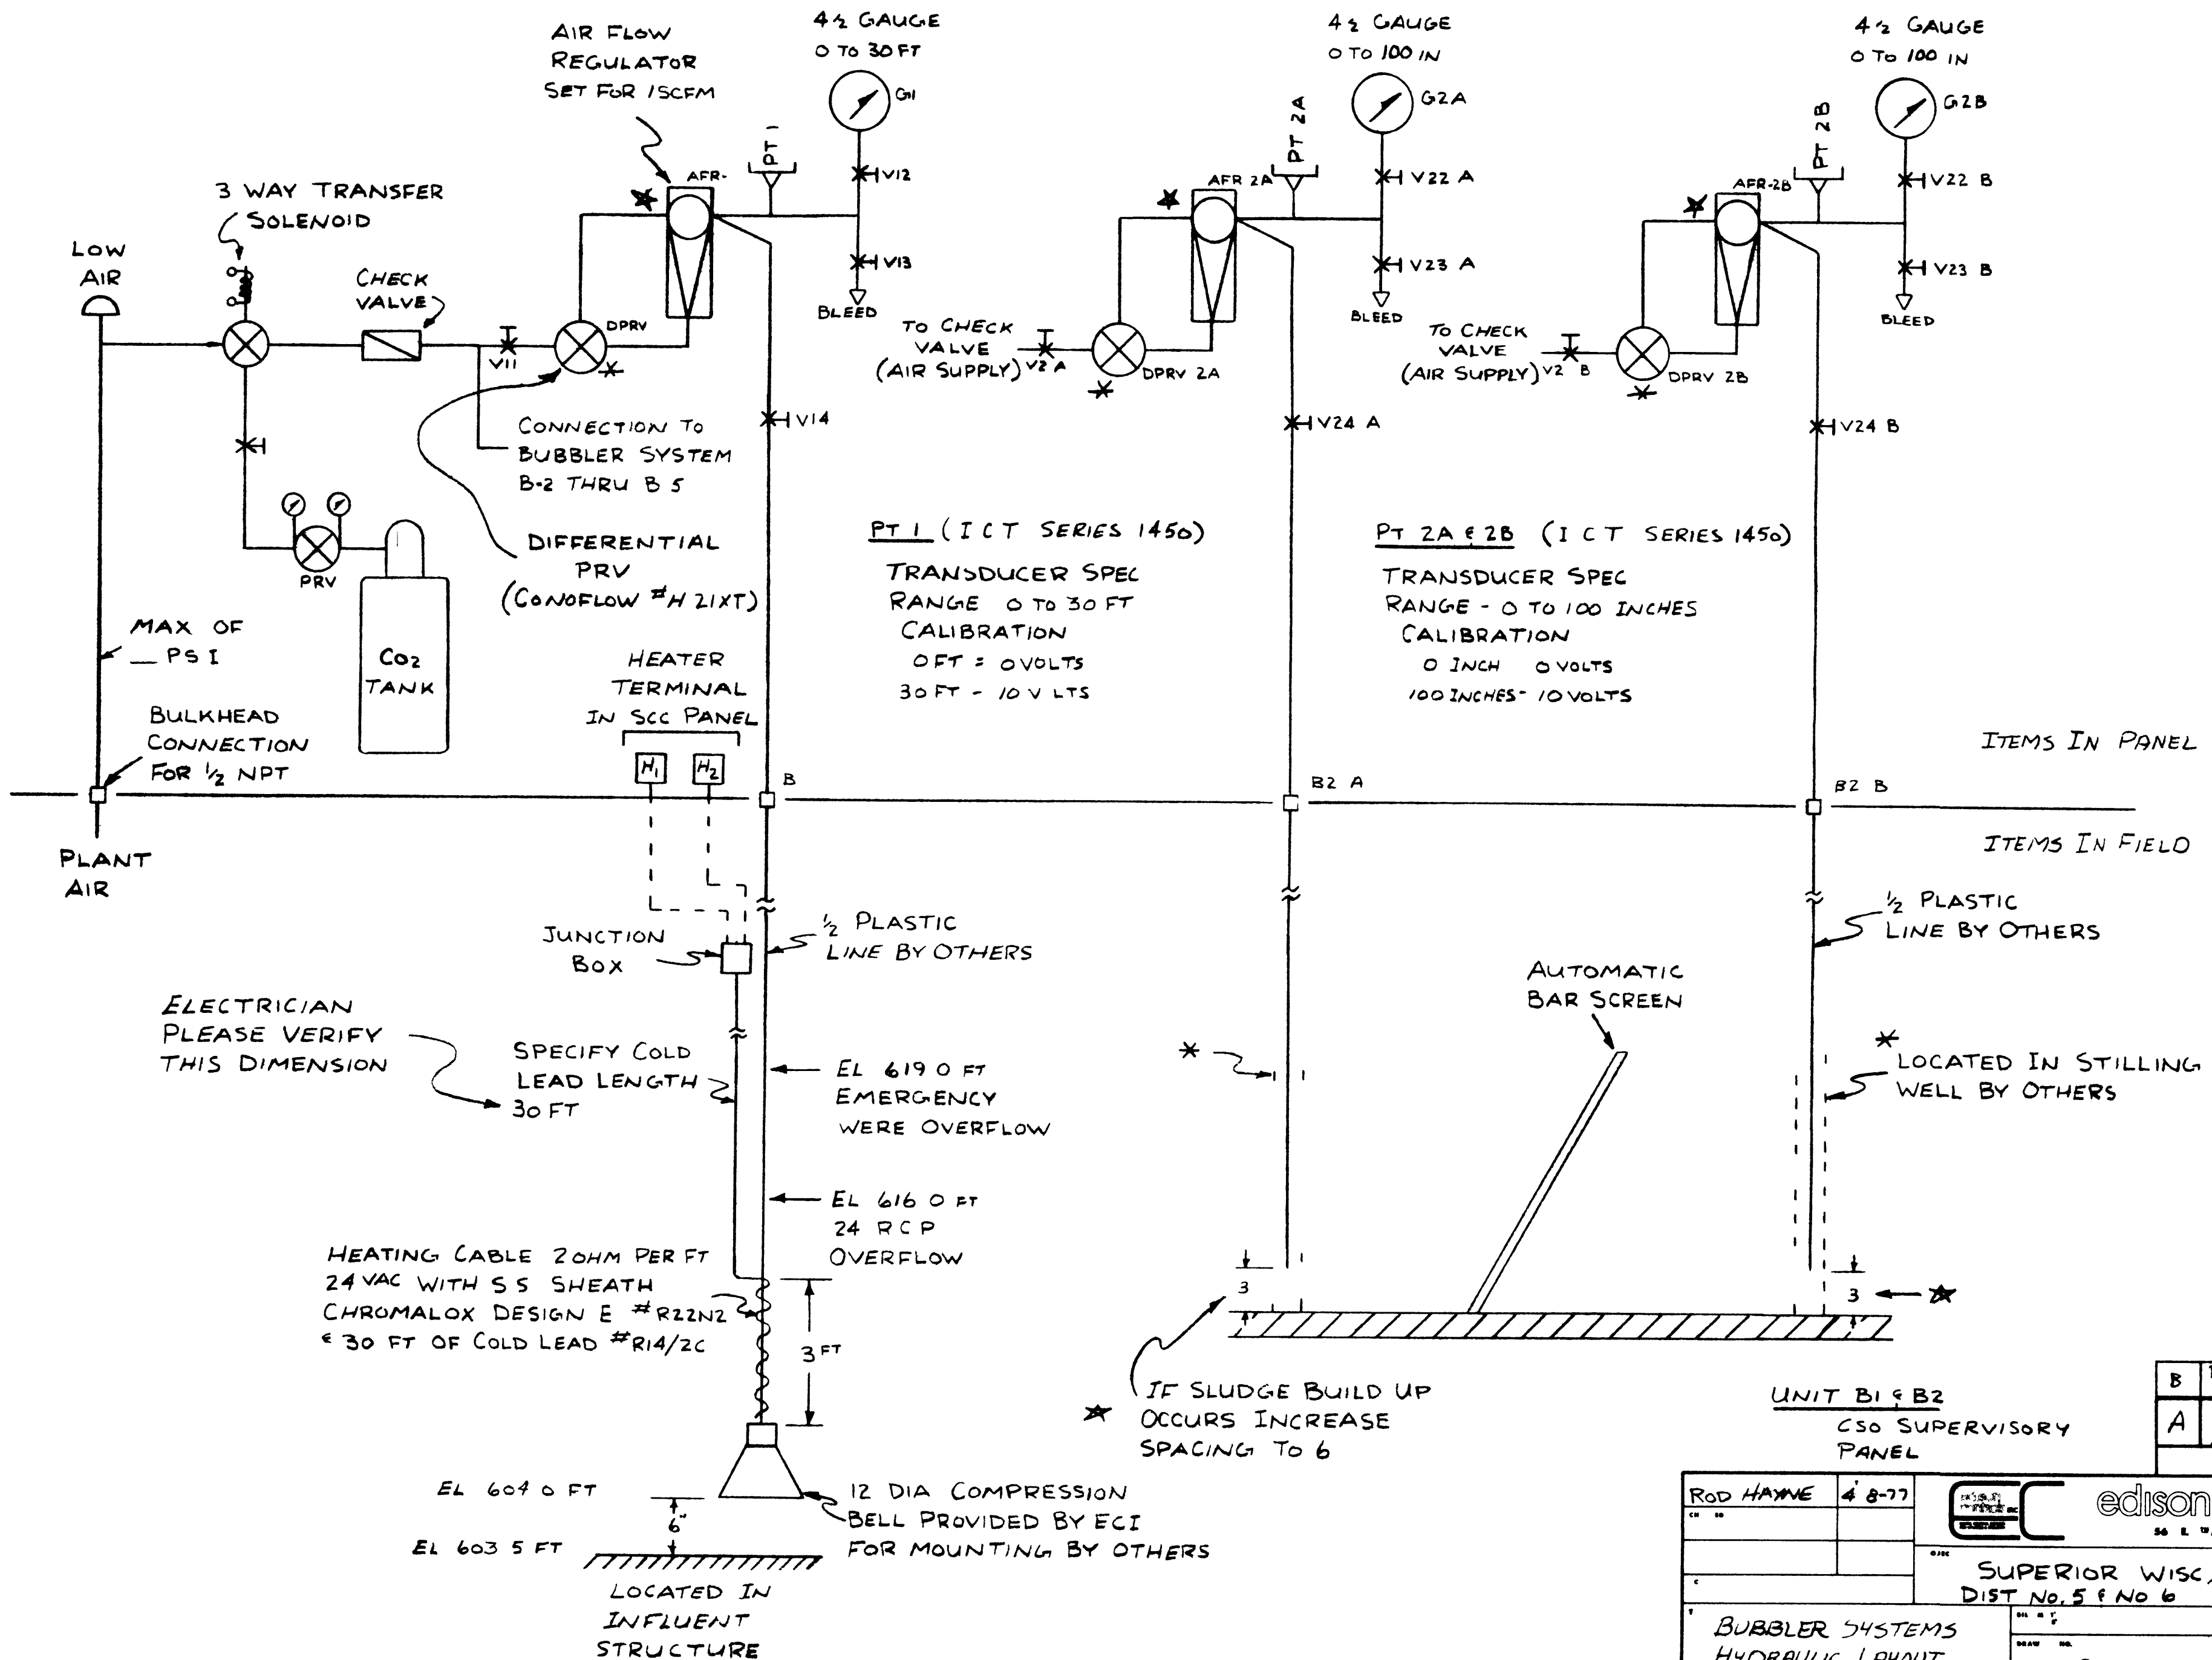 4 ½ GAUGE
0 TO 30 FT
G1
AIR FLOW
REGULATOR
SET FOR 1SCFM
4 ½ GAUGE
0 TO 100 IN
G2A
4 ½ GAUGE
0 TO 100 IN
G2B
AFR-
PT 1
V12
V13
BLEED
AFR 2A
PT 2A
V22 A
V23 A
BLEED
AFR-2B
PT 2B
V22 B
V23 B
BLEED
3 WAY TRANSFER
SOLENOID
LOW
AIR
CHECK
VALVE
V11
DPRV
TO CHECK
VALVE
(AIR SUPPLY)
V2 A
DPRV 2A
TO CHECK
VALVE
(AIR SUPPLY)
V2 B
DPRV 2B
V14
V24 A
V24 B
CONNECTION TO
BUBBLER SYSTEM
B-2 THRU B 5
DIFFERENTIAL
PRV
(CONOFLOW #H 21XT)
PRV
CO2
TANK
MAX OF
__ PSI
BULKHEAD
CONNECTION
FOR ½ NPT
PLANT
AIR
PT 1 (ICT SERIES 1450)
TRANSDUCER SPEC
RANGE 0 TO 30 FT
CALIBRATION
0 FT = 0 VOLTS
30 FT - 10 V LTS
PT 2A & 2B (ICT SERIES 1450)
TRANSDUCER SPEC
RANGE - 0 TO 100 INCHES
CALIBRATION
0 INCH 0 VOLTS
100 INCHES - 10 VOLTS
HEATER
TERMINAL
IN SCC PANEL
H1
H2
B
B2 A
B2 B
ITEMS IN PANEL
ITEMS IN FIELD
JUNCTION
BOX
½ PLASTIC
LINE BY OTHERS
½ PLASTIC
LINE BY OTHERS
AUTOMATIC
BAR SCREEN
ELECTRICIAN
PLEASE VERIFY
THIS DIMENSION
SPECIFY COLD
LEAD LENGTH
30 FT
EL 619 0 FT
EMERGENCY
WERE OVERFLOW
LOCATED IN STILLING
WELL BY OTHERS
EL 616 0 FT
24 RCP
OVERFLOW
HEATING CABLE 2 OHM PER FT
24 VAC WITH S S SHEATH
CHROMALOX DESIGN E #R22N2
& 30 FT OF COLD LEAD #R14/2C
3 FT
3
3
IF SLUDGE BUILD UP
OCCURS INCREASE
SPACING TO 6
EL 604 0 FT
6"
EL 603 5 FT
12 DIA COMPRESSION
BELL PROVIDED BY ECI
FOR MOUNTING BY OTHERS
LOCATED IN
INFLUENT
STRUCTURE
UNIT B1 & B2
CSO SUPERVISORY
PANEL
B
A
ROD HAYNE
4 8-77
edison
SUPERIOR WISC,
DIST NO. 5 & NO 6
BUBBLER SYSTEMS
HYDRAULIC LAYOUT